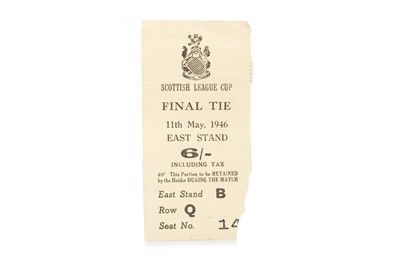 SCOTTISH LEAGUE CUP
FINAL TIE
11th May, 1946
EAST STAND
6/-
INCLUDING TAX
This Portion to be RETAINED
by the Holder DURING THE MATCH
East Stand B
Row Q
Seat No. 14